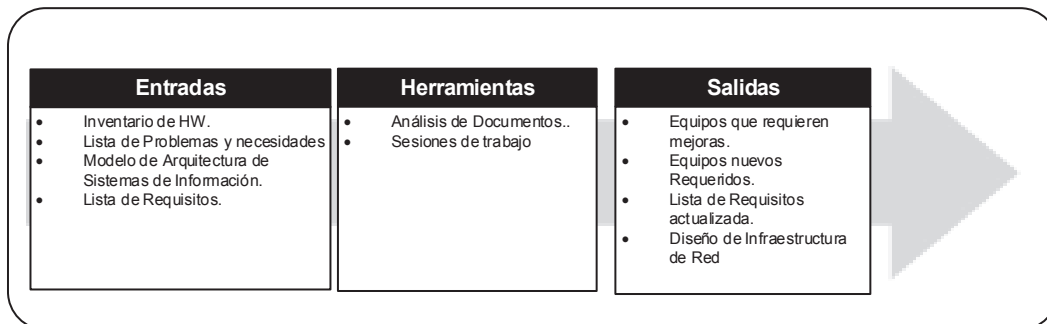 Entradas
• Inventario de HW.
• Lista de Problemas y necesidades
• Modelo de Arquitectura de
Sistemas de Información.
• Lista de Requisitos.
Herramientas
• Análisis de Documentos..
• Sesiones de trabajo
Salidas
• Equipos que requieren
mejoras.
• Equipos nuevos
Requeridos.
• Lista de Requisitos
actualizada.
• Diseño de Infraestructura
de Red